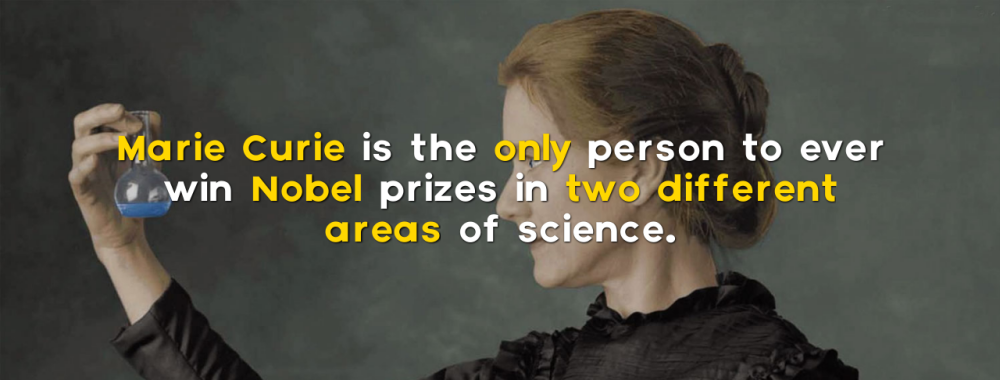 Marie Curie is the only person to ever
win Nobel prizes in two different
areas of science.